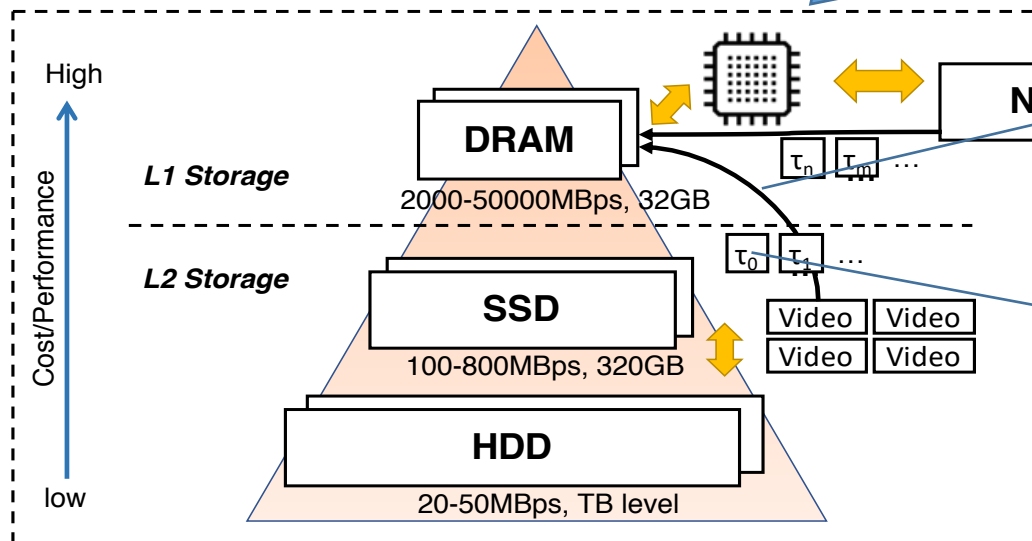 High
N
DRAM
τn τm ...
L1 Storage
2000-50000MBps, 32GB
Cost/Performance
τ0 τ1 ...
L2 Storage
SSD
Video Video
Video Video
100-800MBps, 320GB
HDD
low
20-50MBps, TB level